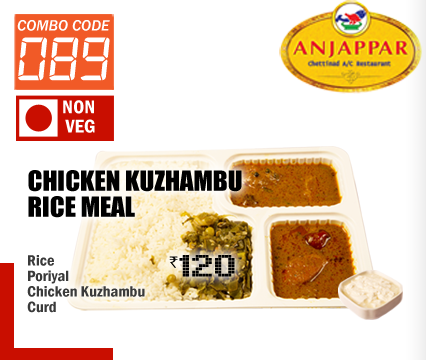 COMBO CODE
089
NON
VEG
ANJAPPAR
Chettinad A/C Restaurant
CHICKEN KUZHAMBU
RICE MEAL
Rice
Poriyal
Chicken Kuzhambu
Curd
₹120